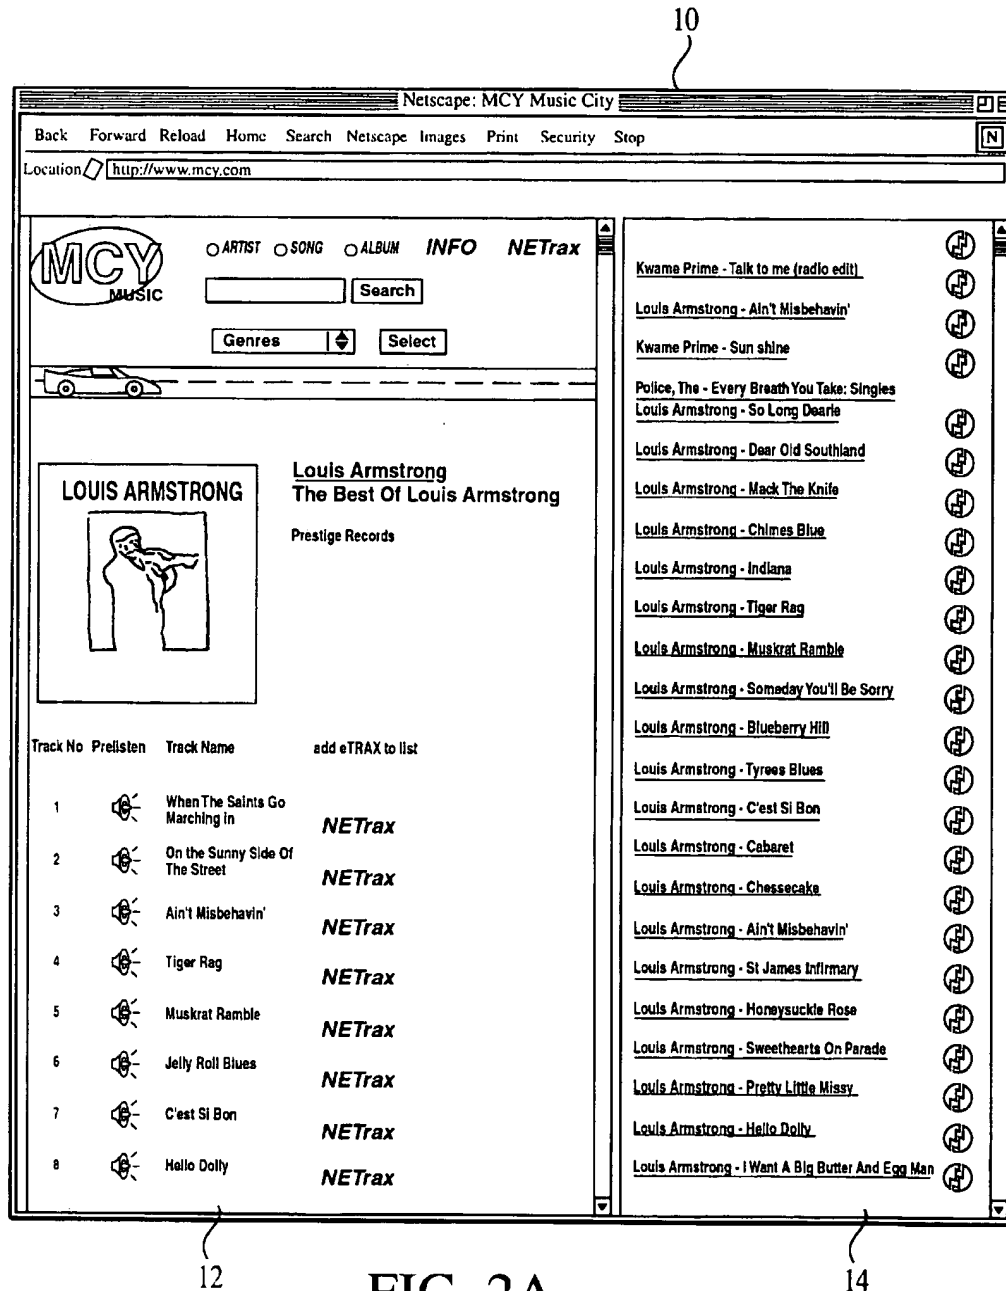 10
Netscape: MCY Music City
Back Forward Reload Home Search Netscape Images Print Security Stop
N
Location http://www.mcy.com
MCY
MUSIC
ARTIST SONG ALBUM INFO NETrax
Search
Genres Select
LOUIS ARMSTRONG
Louis Armstrong
The Best Of Louis Armstrong
Prestige Records
Track No Prelisten Track Name add eTRAX to list
1 When The Saints Go
Marching in
NETrax
2 On the Sunny Side Of
The Street
NETrax
3 Ain't Misbehavin'
NETrax
4 Tiger Rag
NETrax
5 Muskrat Ramble
NETrax
6 Jelly Roll Blues
NETrax
7 C'est Si Bon
NETrax
8 Hello Dolly
NETrax
Kwame Prime - Talk to me (radio edit)
Louis Armstrong - Ain't Misbehavin'
Kwame Prime - Sun shine
Police, The - Every Breath You Take: Singles
Louis Armstrong - So Long Dearie
Louis Armstrong - Dear Old Southland
Louis Armstrong - Mack The Knife
Louis Armstrong - Chimes Blue
Louis Armstrong - Indiana
Louis Armstrong - Tiger Rag
Louis Armstrong - Muskrat Ramble
Louis Armstrong - Someday You'll Be Sorry
Louis Armstrong - Blueberry Hill
Louis Armstrong - Tyrees Blues
Louis Armstrong - C'est Si Bon
Louis Armstrong - Cabaret
Louis Armstrong - Chessecake
Louis Armstrong - Ain't Misbehavin'
Louis Armstrong - St James Infirmary
Louis Armstrong - Honeysuckle Rose
Louis Armstrong - Sweethearts On Parade
Louis Armstrong - Pretty Little Missy
Louis Armstrong - Hello Dolly
Louis Armstrong - I Want A Big Butter And Egg Man
12
14
FIG. 2A